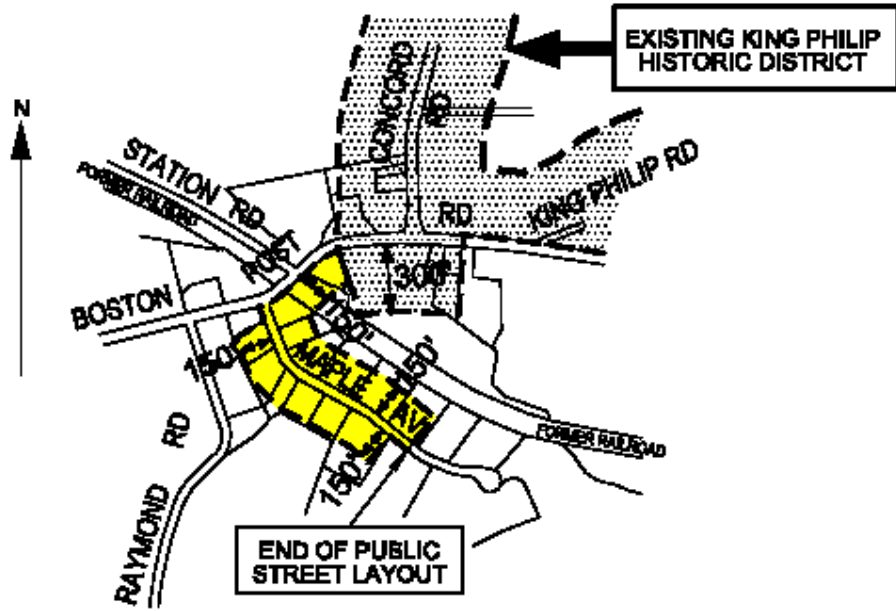 EXISTING KING PHILIP
HISTORIC DISTRICT
N
CONCORD
RD
STATION RD
FORMER RAILROAD
KING PHILIP RD
BOSTON POST RD
300'
150'
150'
MAPLE AV
150'
FORMER RAILROAD
150'
RAYMOND RD
END OF PUBLIC
STREET LAYOUT